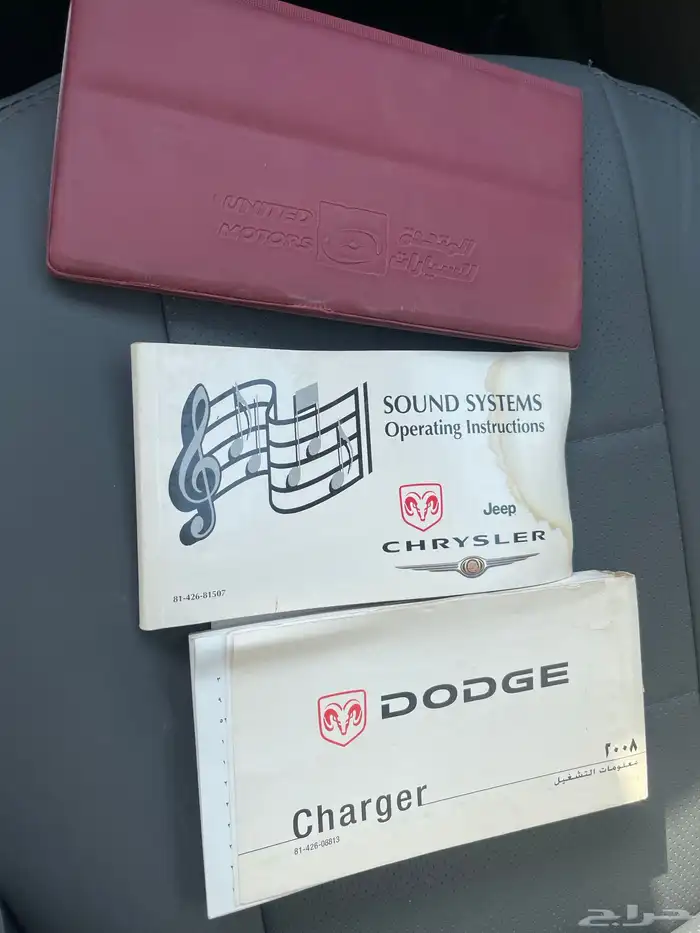 UNITED
MOTORS
المتحدة
للسيارات
SOUND SYSTEMS
Operating Instructions
Jeep
CHRYSLER
81-426-81507
DODGE
٢٠٠٨
معلومات التشغيل
Charger
81-426-08813
حراج